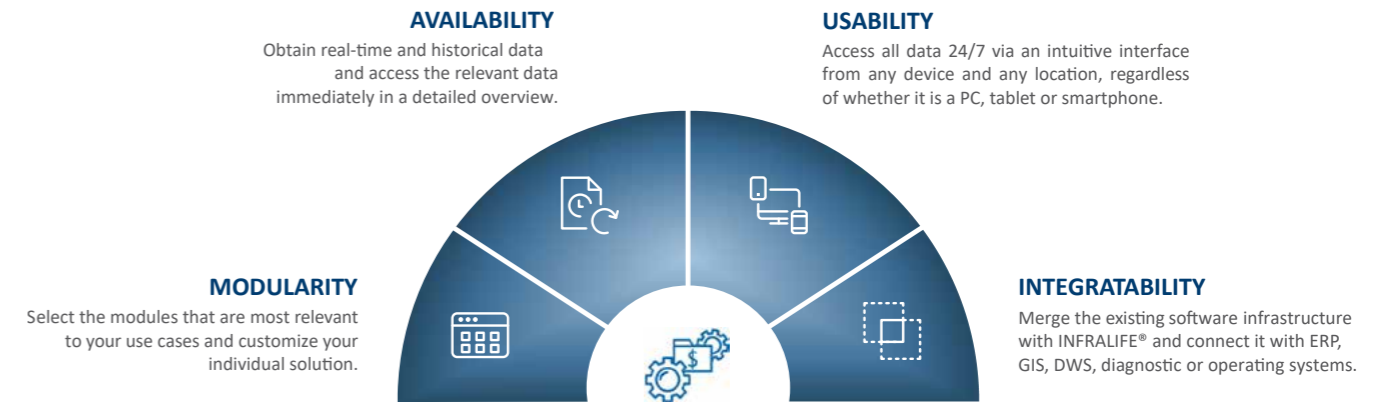 AVAILABILITY
Obtain real-time and historical data
and access the relevant data
immediately in a detailed overview.
USABILITY
Access all data 24/7 via an intuitive interface
from any device and any location, regardless
of whether it is a PC, tablet or smartphone.
MODULARITY
Select the modules that are most relevant
to your use cases and customize your
individual solution.
$
INTEGRATABILITY
Merge the existing software infrastructure
with INFRALIFE® and connect it with ERP,
GIS, DWS, diagnostic or operating systems.